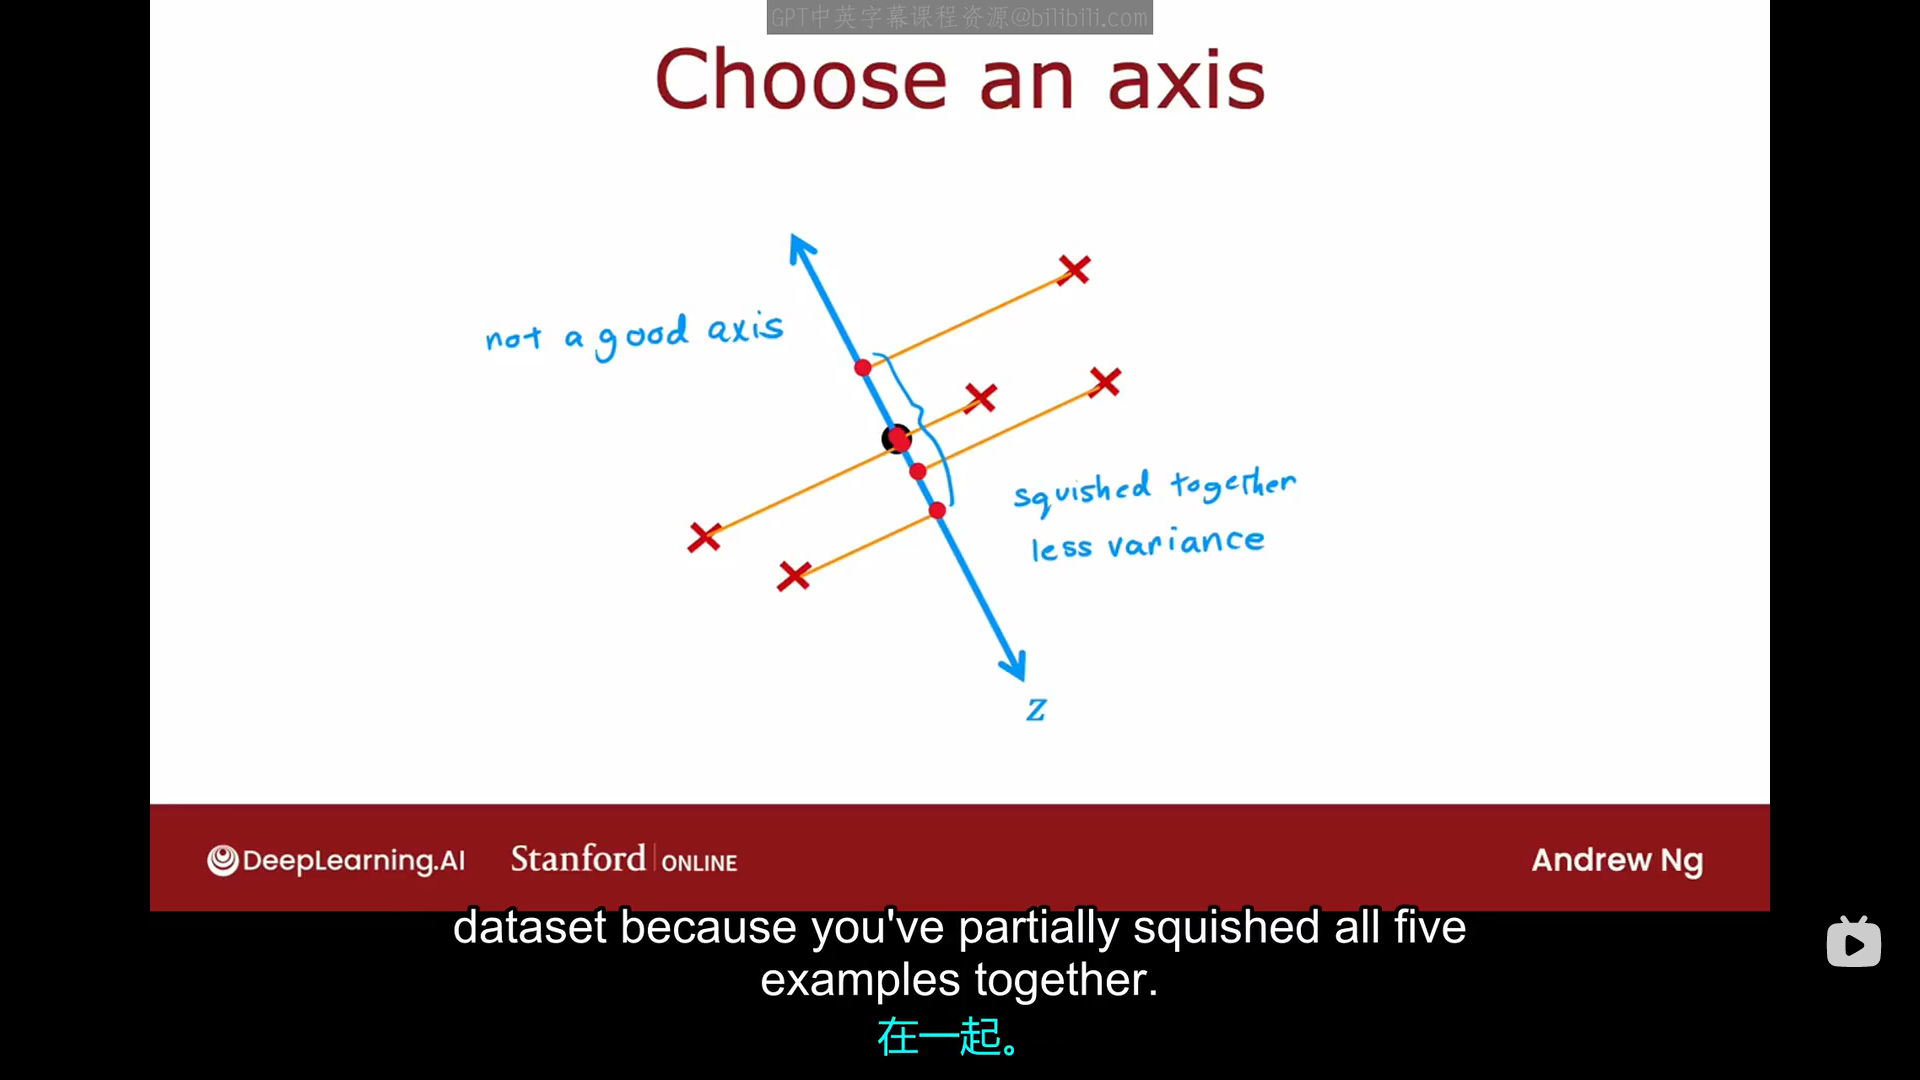 GPT中英字幕课程资源@bilibili.com
Choose an axis
not a good axis
squished together
less variance
z
DeepLearning.AI
Stanford ONLINE
Andrew Ng
dataset because you've partially squished all five
examples together.
在一起。